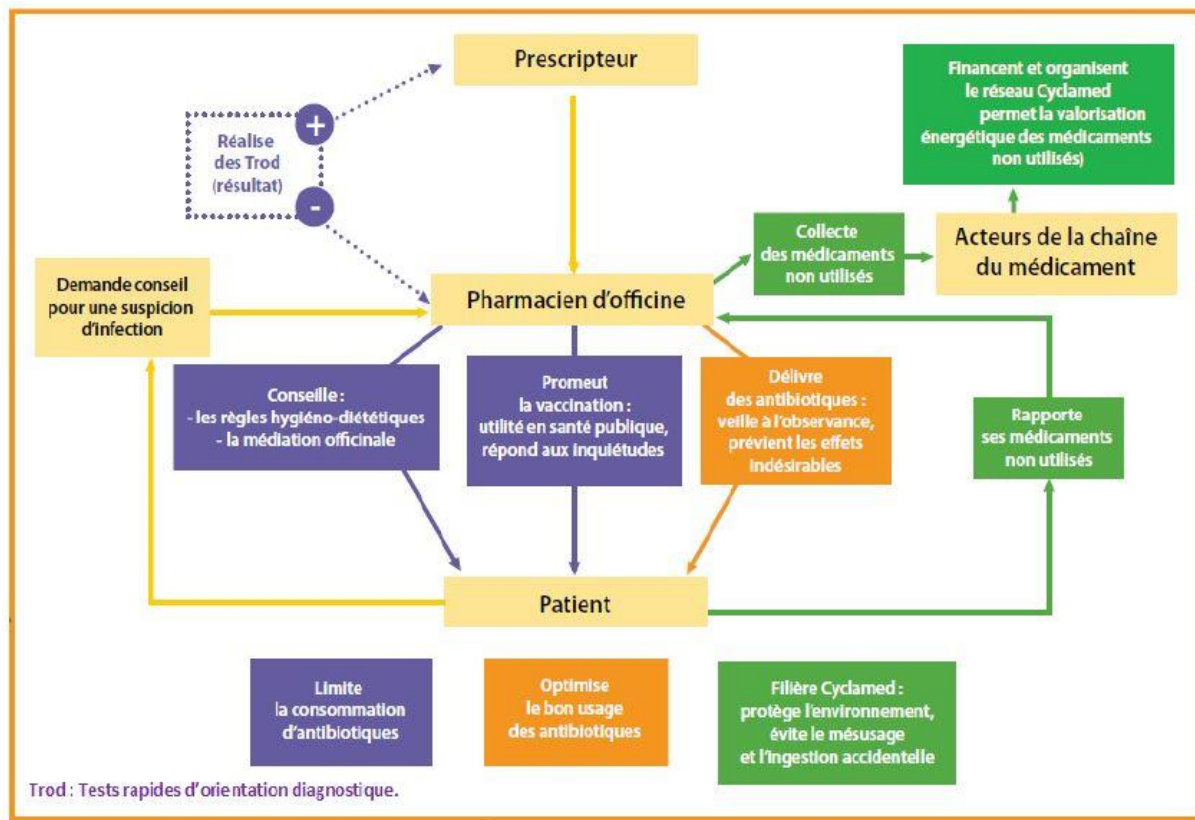 Prescripteur
Financent et organisent
le réseau Cyclamed
permet la valorisation
énergétique des médicaments
non utilisés)
+
Réalise
des Trod
(résultat)
-
Collecte
des médicaments
non utilisés
Acteurs de la chaîne
du médicament
Demande conseil
pour une suspicion
d'infection
Pharmacien d'officine
Conseille :
- les règles hygiéno-diététiques
- la médiation officinale
Promeut
la vaccination :
utilité en santé publique,
répond aux inquiétudes
Délivre
des antibiotiques :
veille à l'observance,
prévient les effets
indésirables
Rapporte
ses médicaments
non utilisés
Patient
Limite
la consommation
d'antibiotiques
Optimise
le bon usage
des antibiotiques
Filière Cyclamed :
protège l'environnement,
évite le mésusage
et l'ingestion accidentelle
Trod : Tests rapides d'orientation diagnostique.